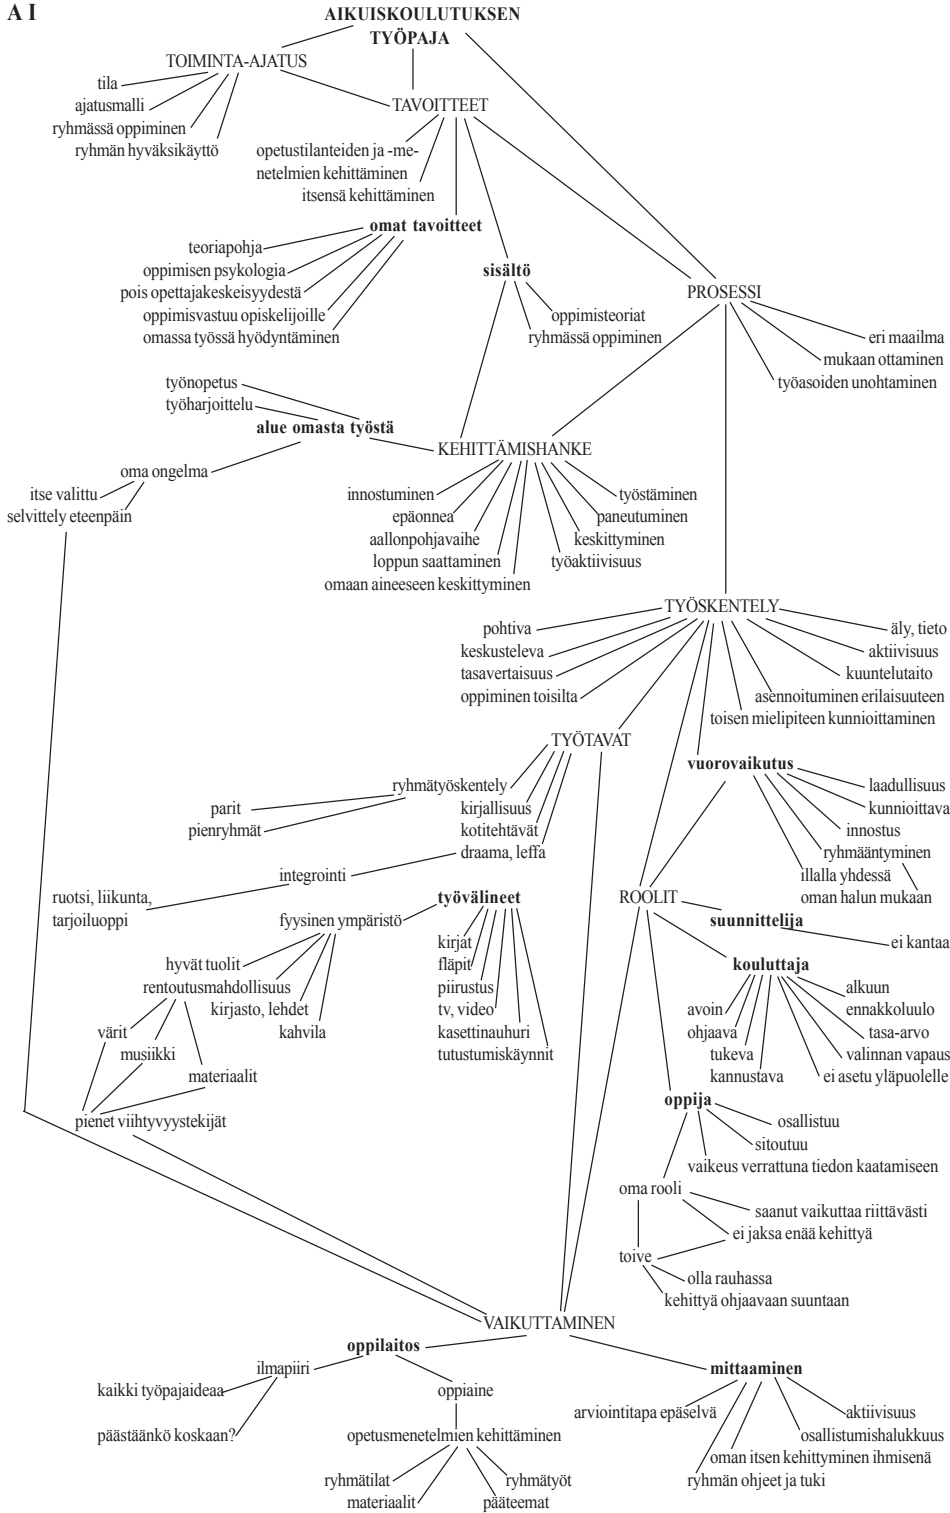 A I
AIKUISKOULUTUKSEN
TYÖPAJA
TOIMINTA-AJATUS
tila
ajatusmalli
ryhmässä oppiminen
ryhmän hyväksikäyttö
TAVOITTEET
opetustilanteiden ja -me-
netelmien kehittäminen
itsensä kehittäminen
omat tavoitteet
teoriapohja
oppimisen psykologia
pois opettajakeskeisyydestä
oppimisvastuu opiskelijoille
omassa työssä hyödyntäminen
sisältö
oppimisteoriat
ryhmässä oppiminen
PROSESSI
eri maailma
mukaan ottaminen
työasoiden unohtaminen
työnopetus
työharjoittelu
alue omasta työstä
oma ongelma
itse valittu
selvittely eteenpäin
KEHITTÄMISHANKE
innostuminen
epäonnea
aallonpohjavaihe
loppun saattaminen
omaan aineeseen keskittyminen
työstäminen
paneutuminen
keskittyminen
työaktiivisuus
TYÖSKENTELY
pohtiva
keskusteleva
tasavertaisuus
oppiminen toisilta
äly, tieto
aktiivisuus
kuuntelutaito
asennoituminen erilaisuuteen
toisen mielipiteen kunnioittaminen
TYÖTAVAT
ryhmätyöskentely
parit
pienryhmät
kirjallisuus
kotitehtävät
draama, leffa
integrointi
ruotsi, liikunta,
tarjoiluoppi
vuorovaikutus
laadullisuus
kunnioittava
innostus
ryhmääntyminen
illalla yhdessä
oman halun mukaan
työvälineet
fyysinen ympäristö
kirjat
fläpit
piirustus
tv, video
kasettinauhuri
tutustumiskäynnit
hyvät tuolit
rentoutusmahdollisuus
kirjasto, lehdet
kahvila
värit
musiikki
materiaalit
pienet viihtyvyystekijät
ROOLIT
suunnittelija
ei kantaa
kouluttaja
avoin
ohjaava
tukeva
kannustava
alkuun
ennakkoluulo
tasa-arvo
valinnan vapaus
ei asetu yläpuolelle
oppija
osallistuu
sitoutuu
vaikeus verrattuna tiedon kaatamiseen
oma rooli
saanut vaikuttaa riittävästi
ei jaksa enää kehittyä
toive
olla rauhassa
kehittyä ohjaavaan suuntaan
VAIKUTTAMINEN
oppilaitos
ilmapiiri
kaikki työpajaideaa
päästäänkö koskaan?
oppiaine
opetusmenetelmien kehittäminen
ryhmätilat
materiaalit
ryhmätyöt
pääteemat
mittaaminen
arviointitapa epäselvä
aktiivisuus
osallistumishalukkuus
oman itsen kehittyminen ihmisenä
ryhmän ohjeet ja tuki